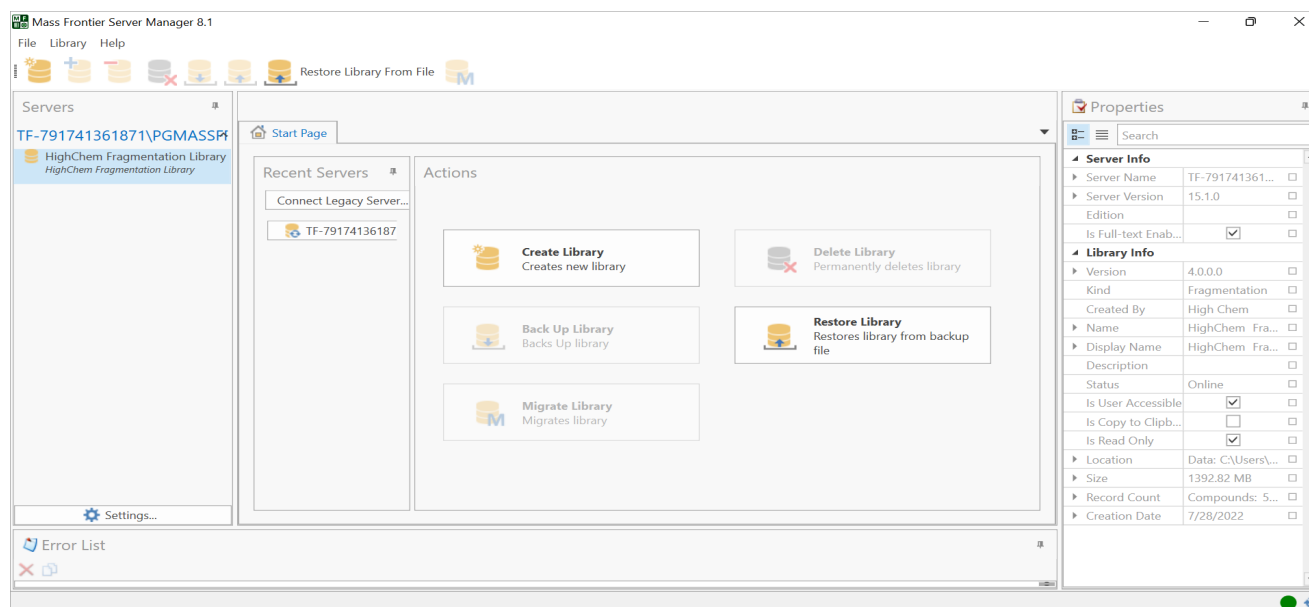 Mass Frontier Server Manager 8.1
File Library Help
Restore Library From File
Servers
TF-791741361871\PGMASSFI
HighChem Fragmentation Library
HighChem Fragmentation Library
Settings...
Start Page
Recent Servers
Connect Legacy Server...
TF-79174136187
Actions
Create Library
Creates new library
Delete Library
Permanently deletes library
Back Up Library
Backs Up library
Restore Library
Restores library from backup
file
Migrate Library
Migrates library
Properties
Search
Server Info
Server Name TF-791741361...
Server Version 15.1.0
Edition
Is Full-text Enab...
Library Info
Version 4.0.0.0
Kind Fragmentation
Created By High Chem
Name HighChem Fra...
Display Name HighChem Fra...
Description
Status Online
Is User Accessible
Is Copy to Clipb...
Is Read Only
Location Data: C:\Users\...
Size 1392.82 MB
Record Count Compounds: 5...
Creation Date 7/28/2022
Error List